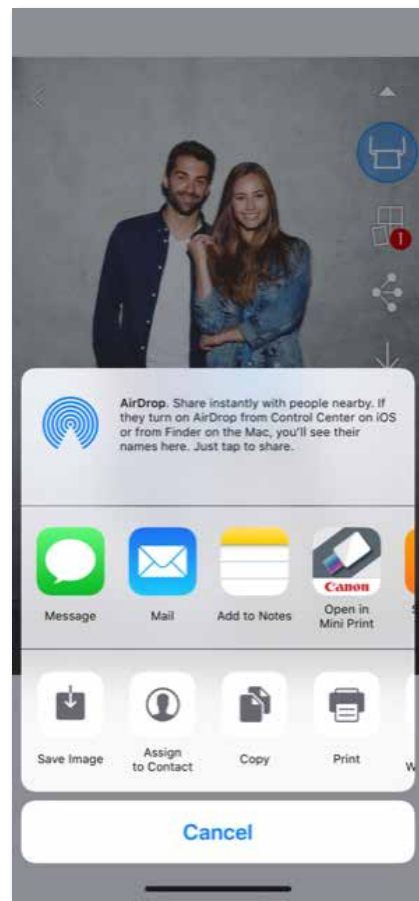 1
AirDrop. Share instantly with people nearby. If
they turn on AirDrop from Control Center on iOS
or from Finder on the Mac, you'll see their
names here. Just tap to share.
Message
Mail
Add to Notes
Canon
Open in
Mini Print
Save Image
Assign
to Contact
Copy
Print
Cancel